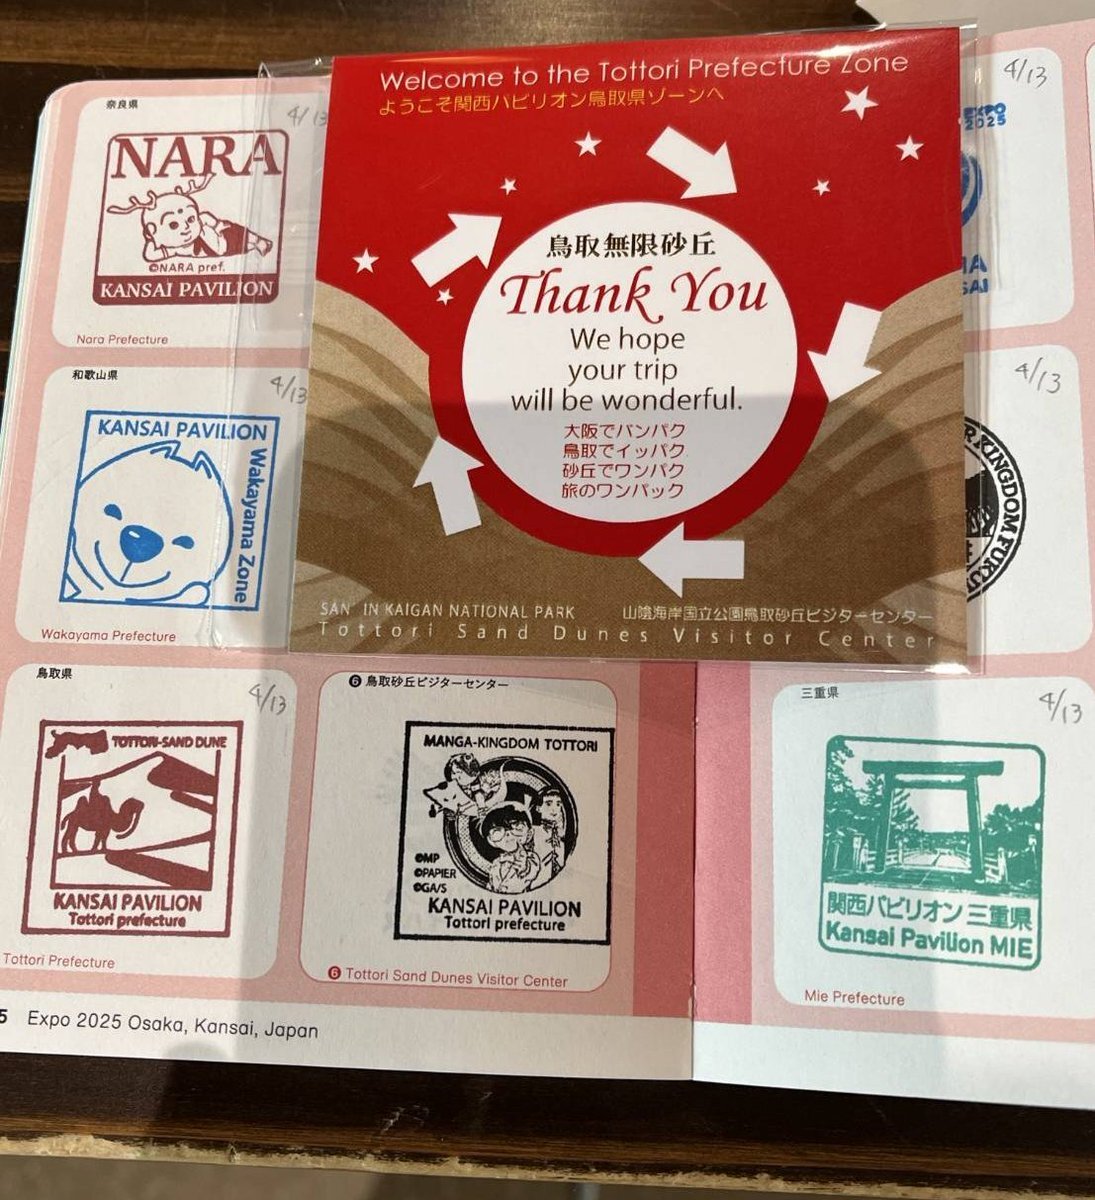 Welcome to the Tottori Prefecture Zone
ようこそ関西パビリオン鳥取県ゾーンへ
鳥取無限砂丘
Thank You
We hope
your trip
will be wonderful.
大阪でバンパク
鳥取でイッパク
砂丘でワンパク
旅のワンパック
SAN IN KAIGAN NATIONAL PARK
山陰海岸国立公園鳥取砂丘ビジターセンター
Tottori Sand Dunes Visitor Center
奈良県
4/13
NARA
©NARA pref.
KANSAI PAVILION
Nara Prefecture
和歌山県
4/13
KANSAI PAVILION
Wakayama Zone
Wakayama Prefecture
鳥取県
4/13
TOTTORI-SAND DUNE
KANSAI PAVILION
Tottori prefecture
Tottori Prefecture
❻ 鳥取砂丘ビジターセンター
MANGA-KINGDOM TOTTORI
©MP
©PAPIER
©GA/S
KANSAI PAVILION
Tottori prefecture
❻ Tottori Sand Dunes Visitor Center
5 Expo 2025 Osaka, Kansai, Japan
4/13
EXPO
2025
4/13
KINGDOM
三重県
4/13
関西パビリオン 三重県
Kansai Pavilion MIE
Mie Prefecture